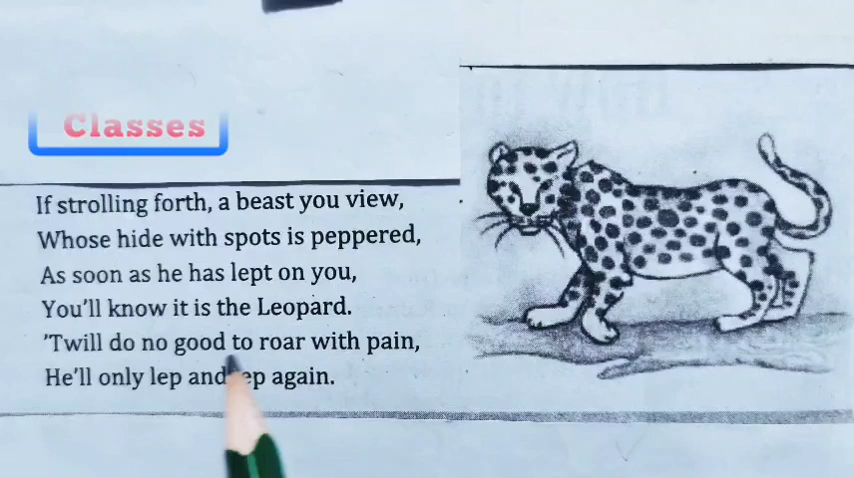 Classes
If strolling forth, a beast you view,
Whose hide with spots is peppered,
As soon as he has lept on you,
You'll know it is the Leopard.
'Twill do no good to roar with pain,
He'll only lep and again.